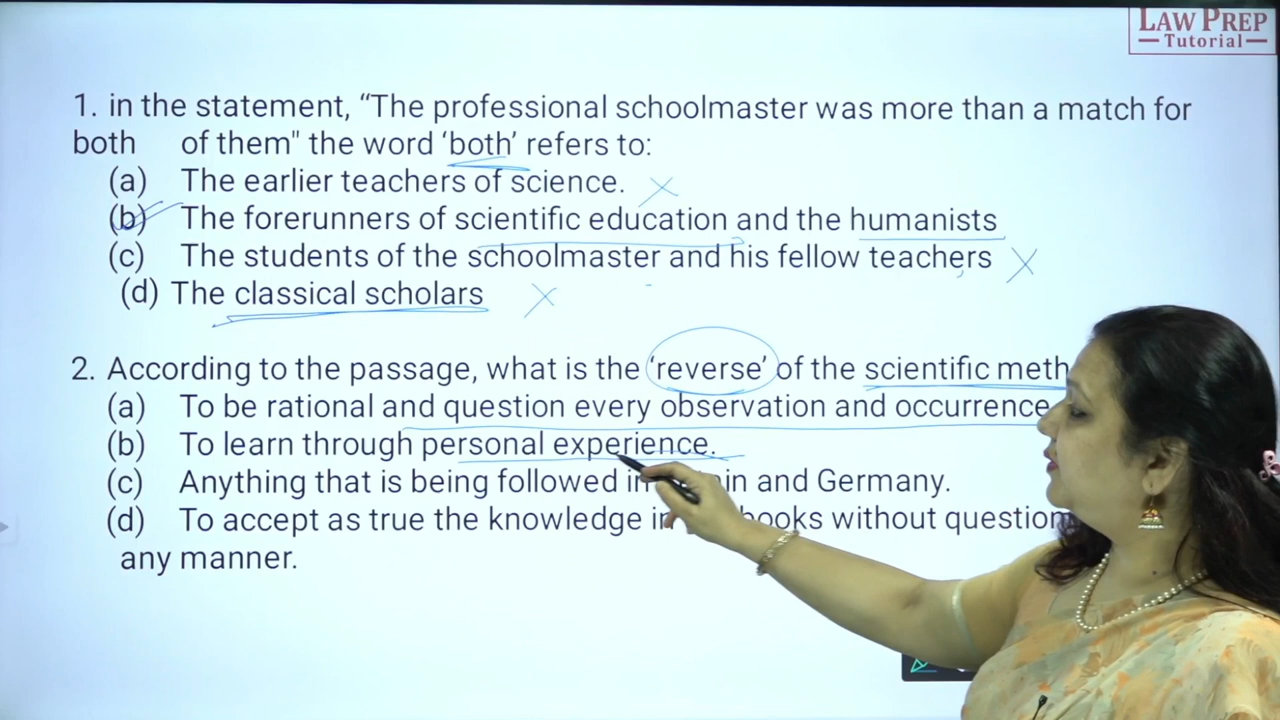 LAW PREP
Tutorial
1. in the statement, “The professional schoolmaster was more than a match for
both of them" the word ‘both’ refers to:
(a) The earlier teachers of science.
(b) The forerunners of scientific education and the humanists
(c) The students of the schoolmaster and his fellow teachers
(d) The classical scholars
2. According to the passage, what is the ‘reverse’ of the scientific meth
(a) To be rational and question every observation and occurrence
(b) To learn through personal experience.
(c) Anything that is being followed in and Germany.
(d) To accept as true the knowledge in books without question
any manner.